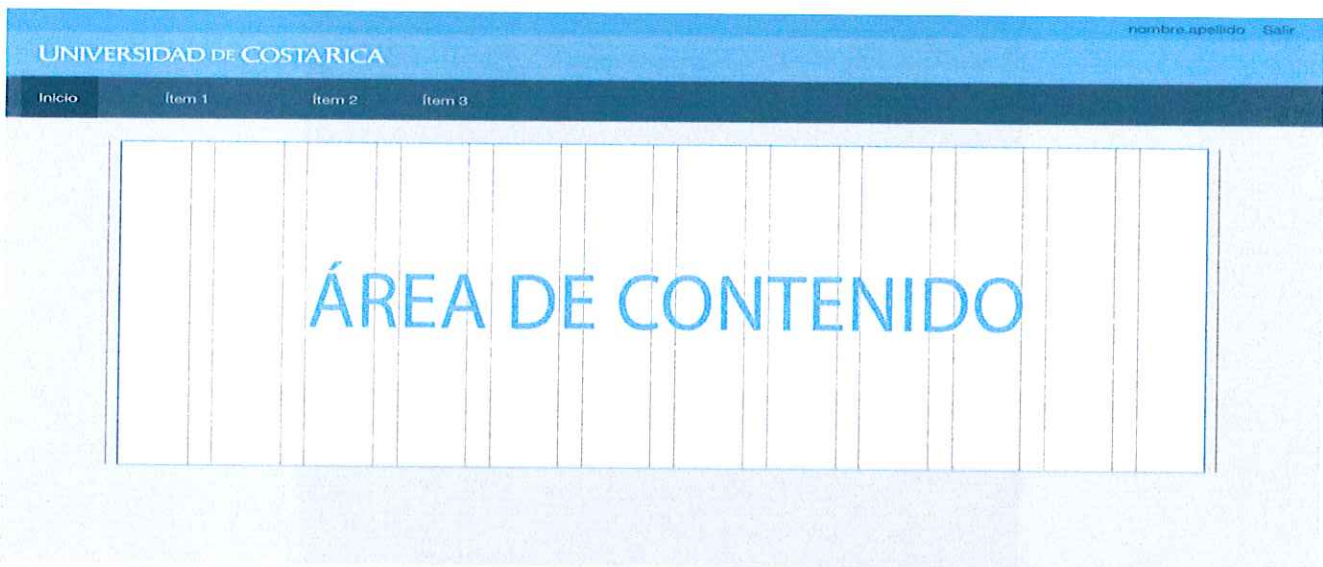 nombre.apellido Salir
UNIVERSIDAD DE COSTA RICA
Inicio Ítem 1 Ítem 2 Ítem 3
ÁREA DE CONTENIDO